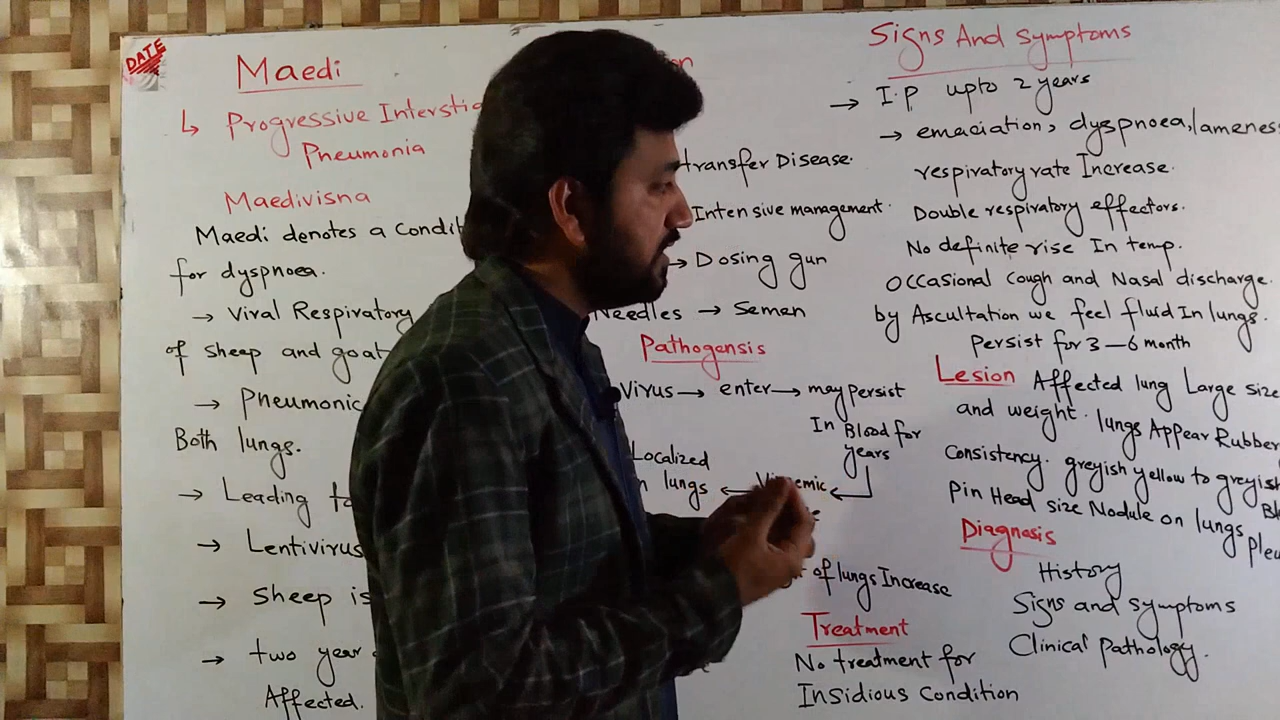 DATE
Maedi
↳ Progressive Interstic
Pneumonia
Maedivisna
Maedi denotes a Condit
for dyspnoea.
→ Viral Respiratory
of sheep and goat
→ Pneumonic
Both lungs.
→ Leading to
→ Lentivirus
→ Sheep is
→ two year
Affected.
transfer Disease.
Intensive management.
→ Dosing gun
Needles → Semen
Pathogensis
Virus → enter → may persist
In Blood for
years
Localized
lungs ←
of lungs Increase
Treatment
No treatment for
Insidious Condition
Signs And Symptoms
→ I.P upto 2 years
→ emaciation, dyspnoea, lamenes
respiratory rate Increase.
Double respiratory effectors.
No definite rise In temp.
Occasional Cough and Nasal discharge.
by Ascultation we feel fluid In lungs.
Persist for 3-6 month
Lesion Affected lung Large size
and weight. lungs Appear Rubber
Consistency. greyish yellow to greyish
Pin Head size Nodule on lungs pleu
Diagnosis
History
Signs and symptoms
Clinical Pathology.